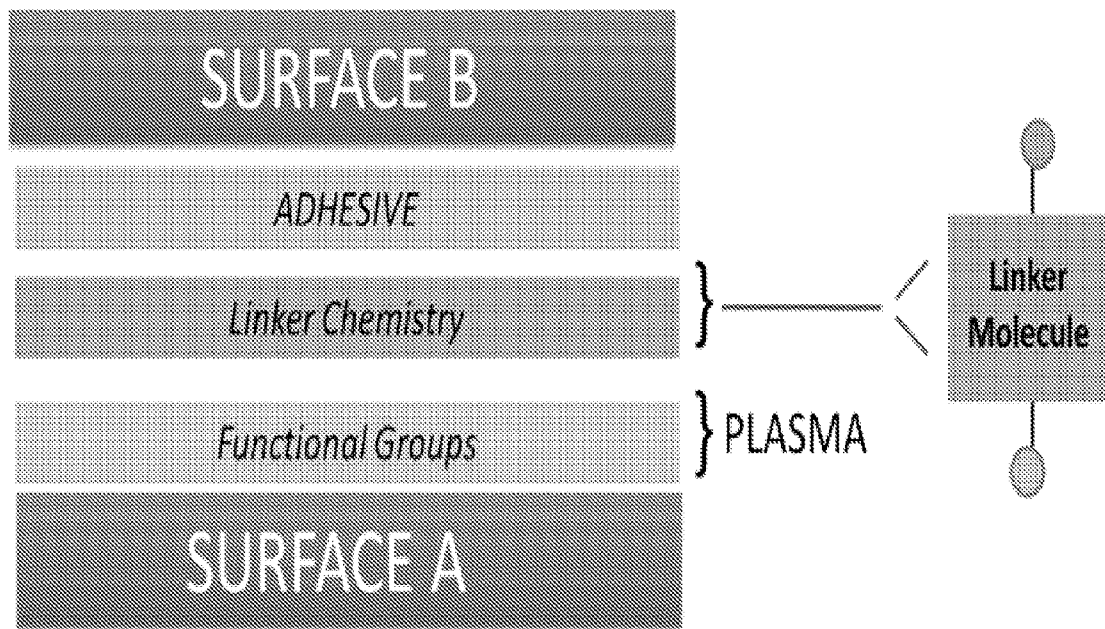 SURFACE B
ADHESIVE
Linker Chemistry
Linker
Molecule
Functional Groups
PLASMA
SURFACE A